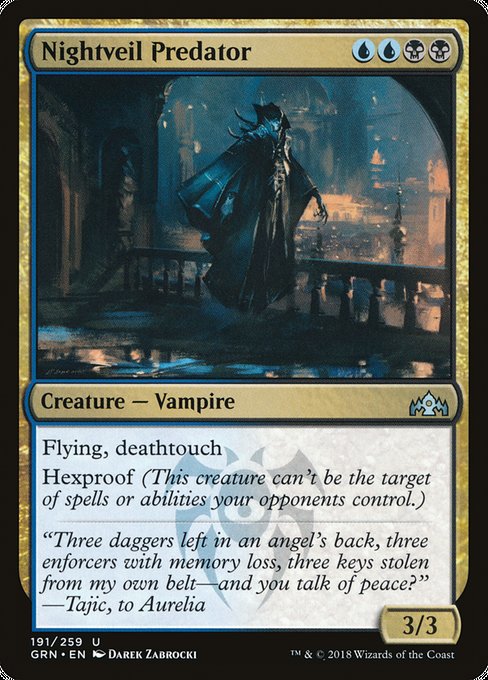 Nightveil Predator
Creature — Vampire
Flying, deathtouch
Hexproof (This creature can't be the target
of spells or abilities your opponents control.)
“Three daggers left in an angel's back, three
enforcers with memory loss, three keys stolen
from my own belt—and you talk of peace?”
—Tajic, to Aurelia
3/3
191/259 U
GRN • EN Darek Zabrocki
™ & © 2018 Wizards of the Coast